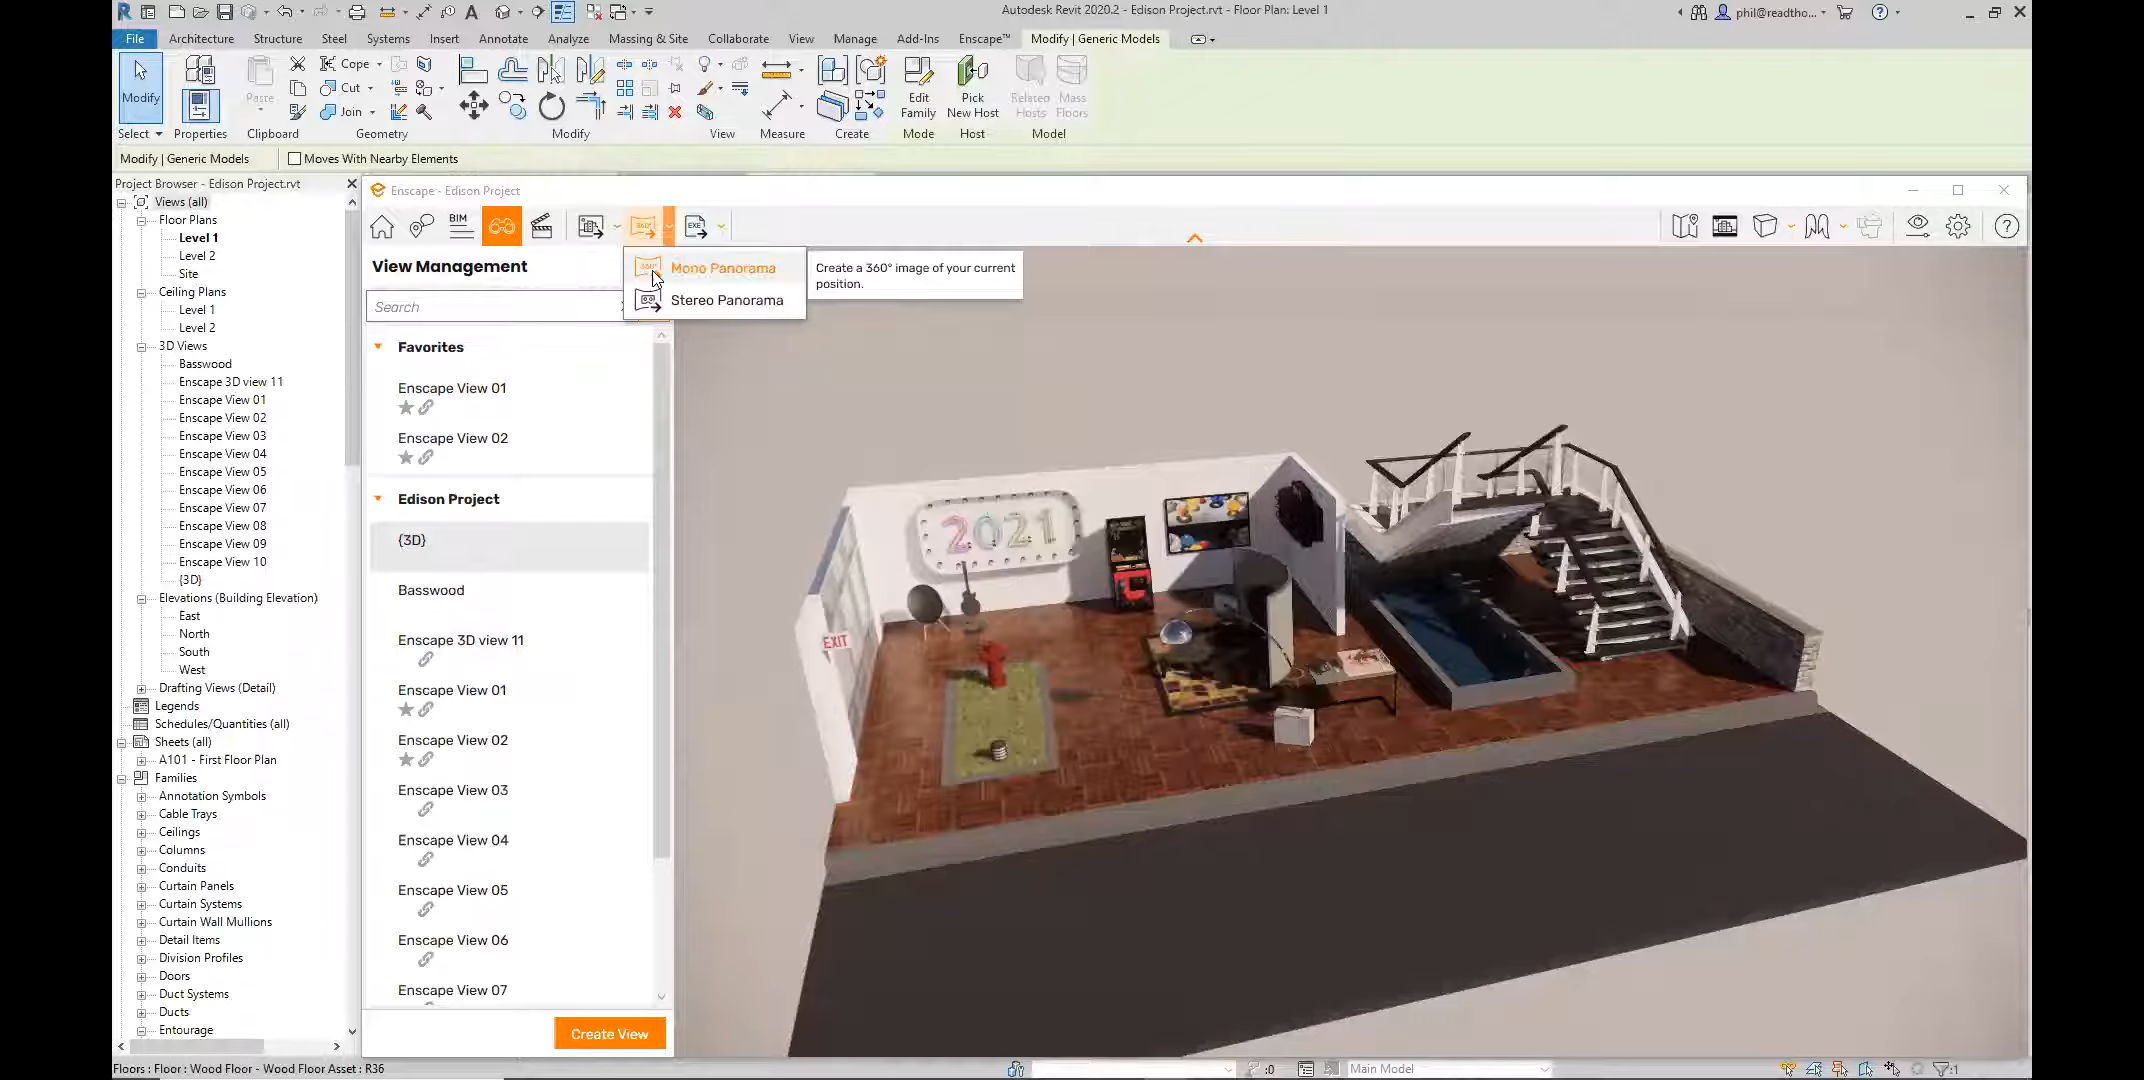 Autodesk Revit 2020.2 - Edison Project.rvt - Floor Plan: Level 1
phil@readtho...
File Architecture Structure Steel Systems Insert Annotate Analyze Massing & Site Collaborate View Manage Add-Ins Enscape™ Modify | Generic Models
Modify
Paste
Cope
Cut
Join
Edit Family
Pick New Host
Related Hosts
Mass Floors
Select Properties Clipboard Geometry Modify View Measure Create Mode Host Model
Modify | Generic Models Moves With Nearby Elements
Project Browser - Edison Project.rvt
Views (all)
Floor Plans
Level 1
Level 2
Site
Ceiling Plans
Level 1
Level 2
3D Views
Basswood
Enscape 3D view 11
Enscape View 01
Enscape View 02
Enscape View 03
Enscape View 04
Enscape View 05
Enscape View 06
Enscape View 07
Enscape View 08
Enscape View 09
Enscape View 10
{3D}
Elevations (Building Elevation)
East
North
South
West
Drafting Views (Detail)
Legends
Schedules/Quantities (all)
Sheets (all)
A101 - First Floor Plan
Families
Annotation Symbols
Cable Trays
Ceilings
Columns
Conduits
Curtain Panels
Curtain Systems
Curtain Wall Mullions
Detail Items
Division Profiles
Doors
Duct Systems
Ducts
Entourage
Enscape - Edison Project
BIM
360°
EXE
View Management
Search
Mono Panorama
Stereo Panorama
Create a 360° image of your current
position.
Favorites
Enscape View 01
Enscape View 02
Edison Project
{3D}
Basswood
Enscape 3D view 11
Enscape View 01
Enscape View 02
Enscape View 03
Enscape View 04
Enscape View 05
Enscape View 06
Enscape View 07
Create View
2021
EXIT
Floors : Floor : Wood Floor - Wood Floor Asset : R36
:0
Main Model
:1